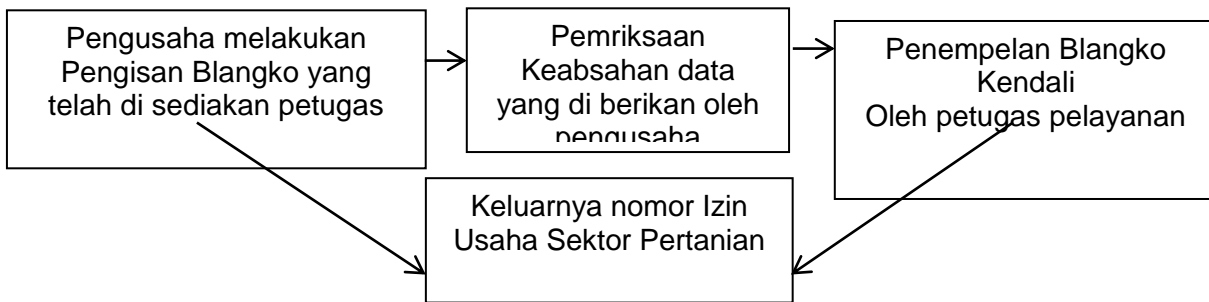 Pengusaha melakukan
Pengisan Blangko yang
telah di sediakan petugas
Pemriksaan
Keabsahan data
yang di berikan oleh
pengusaha
Penempelan Blangko
Kendali
Oleh petugas pelayanan
Keluarnya nomor Izin
Usaha Sektor Pertanian